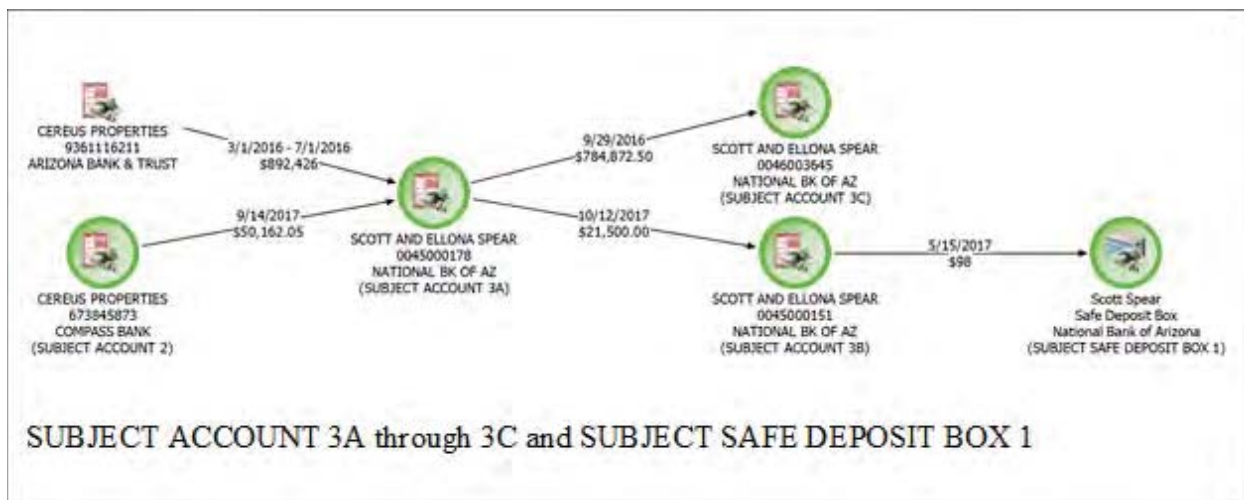 CEREUS PROPERTIES
9361116211
ARIZONA BANK & TRUST
3/1/2016 - 7/1/2016
$892,426
CEREUS PROPERTIES
673845873
COMPASS BANK
(SUBJECT ACCOUNT 2)
9/14/2017
$50,162.05
SCOTT AND ELLONA SPEAR
0045000178
NATIONAL BK OF AZ
(SUBJECT ACCOUNT 3A)
9/29/2016
$784,872.50
SCOTT AND ELLONA SPEAR
0046003645
NATIONAL BK OF AZ
(SUBJECT ACCOUNT 3C)
10/12/2017
$21,500.00
SCOTT AND ELLONA SPEAR
0045000151
NATIONAL BK OF AZ
(SUBJECT ACCOUNT 3B)
5/15/2017
$98
Scott Spear
Safe Deposit Box
National Bank of Arizona
(SUBJECT SAFE DEPOSIT BOX 1)
SUBJECT ACCOUNT 3A through 3C and SUBJECT SAFE DEPOSIT BOX 1